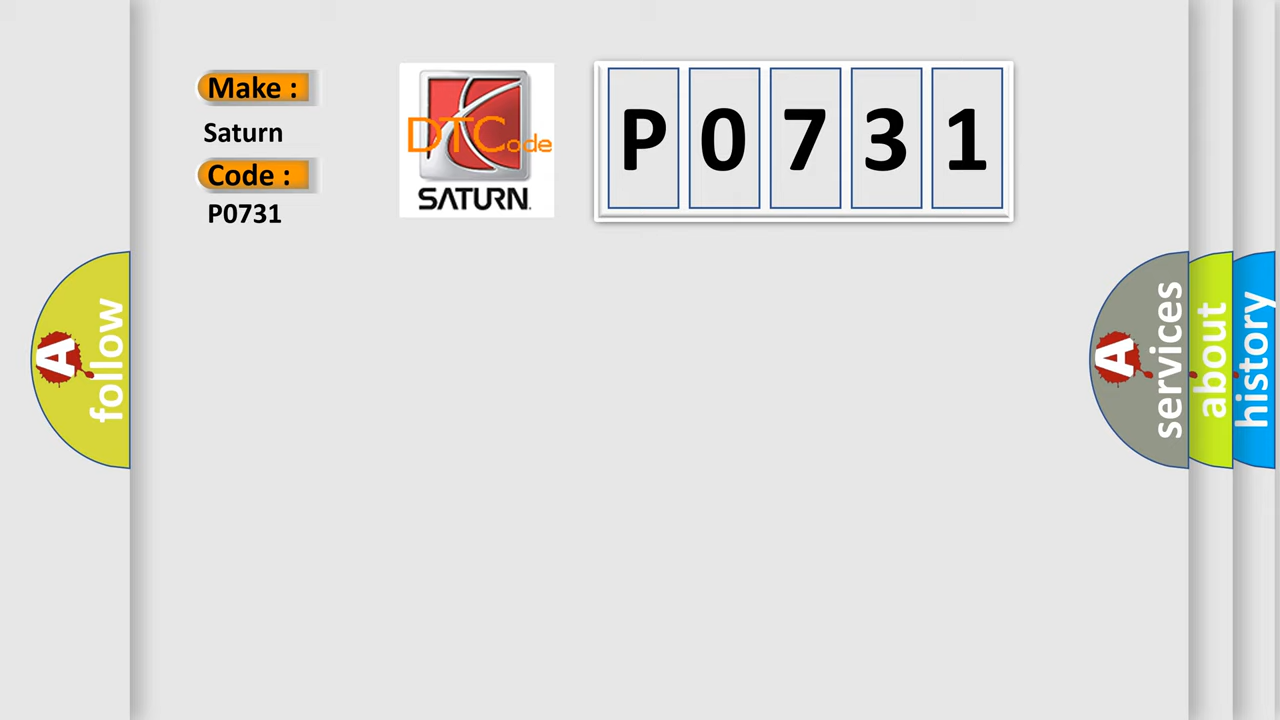 Make :
Saturn
Code :
P0731
DTCode
SATURN
P 0 7 3 1
A follow
A services
about
history